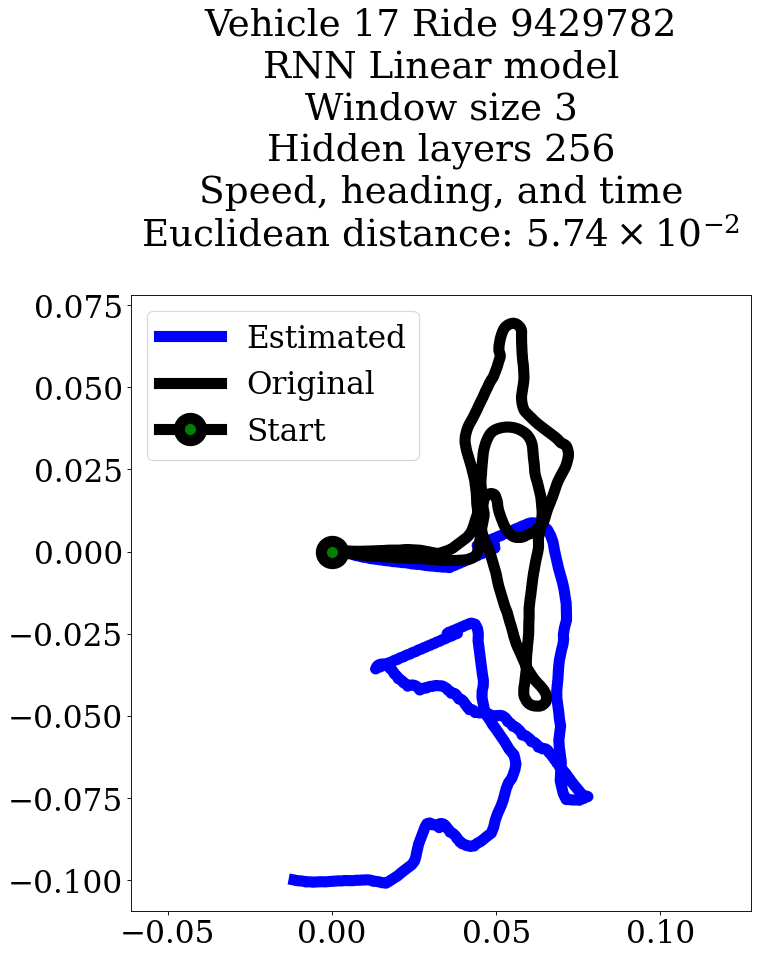 Vehicle 17 Ride 9429782
RNN Linear model
Window size 3
Hidden layers 256
Speed, heading, and time
Euclidean distance: 5.74 × 10⁻²
Estimated
Original
Start
0.075
0.050
0.025
0.000
−0.025
−0.050
−0.075
−0.100
−0.05 0.00 0.05 0.10